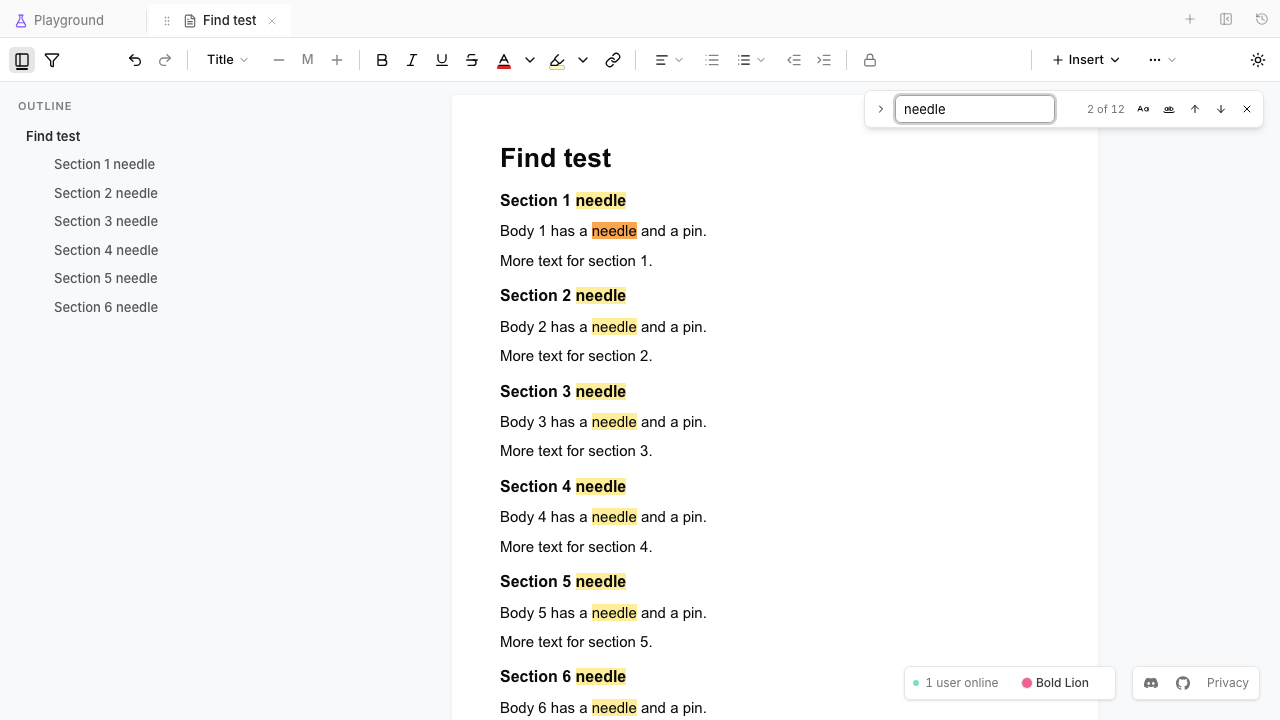 Playground
Find test
Title
M
B
I
U
S
A
Insert
OUTLINE
Find test
Section 1 needle
Section 2 needle
Section 3 needle
Section 4 needle
Section 5 needle
Section 6 needle
needle
2 of 12
Aa
ab
Find test
Section 1 needle
Body 1 has a needle and a pin.
More text for section 1.
Section 2 needle
Body 2 has a needle and a pin.
More text for section 2.
Section 3 needle
Body 3 has a needle and a pin.
More text for section 3.
Section 4 needle
Body 4 has a needle and a pin.
More text for section 4.
Section 5 needle
Body 5 has a needle and a pin.
More text for section 5.
Section 6 needle
Body 6 has a needle and a pin.
1 user online
Bold Lion
Privacy